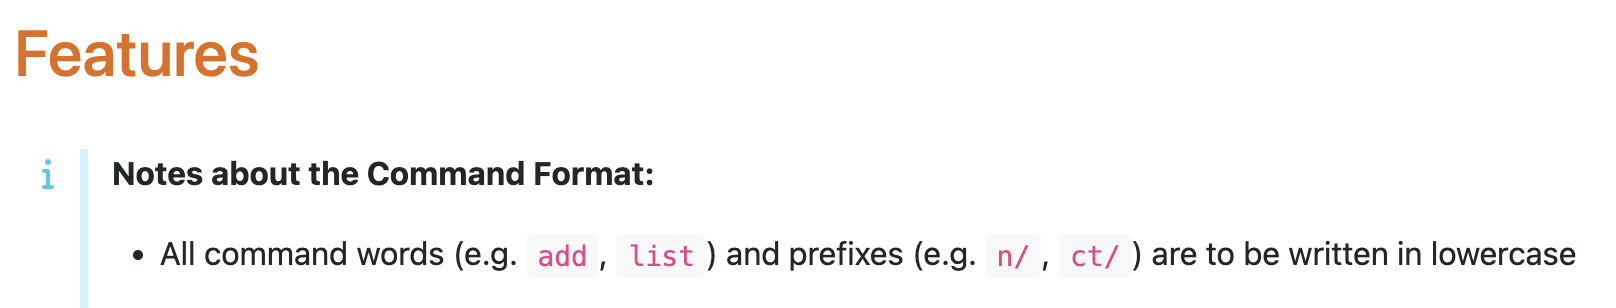 Features
i
Notes about the Command Format:
• All command words (e.g. add, list) and prefixes (e.g. n/, ct/) are to be written in lowercase